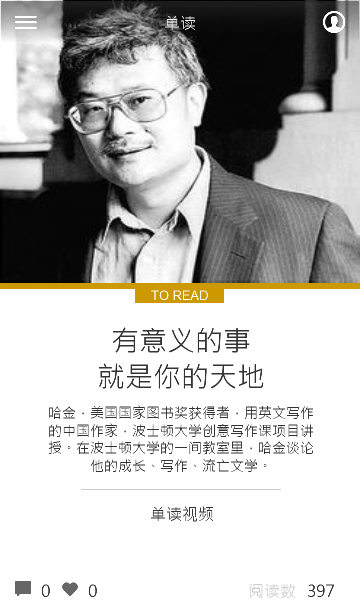 单读
TO READ
有意义的事
就是你的天地
哈金，美国国家图书奖获得者，用英文写作
的中国作家，波士顿大学创意写作课项目讲
授。在波士顿大学的一间教室里，哈金谈论
他的成长、写作、流亡文学。
单读视频
0 0 阅读数 397